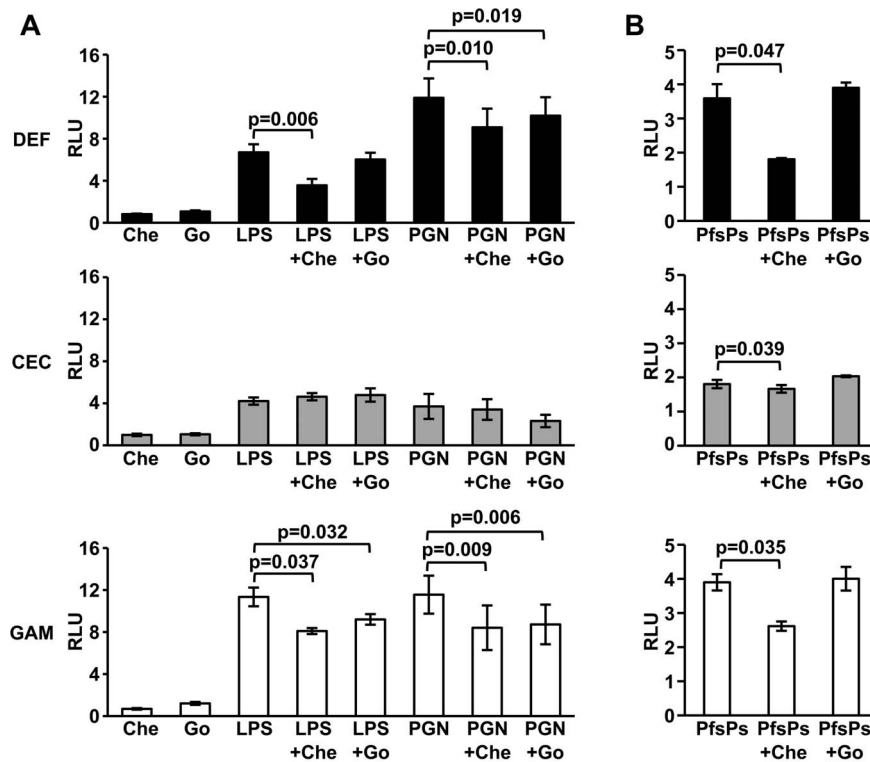 A
B
p=0.019
p=0.010
p=0.006
16
12
8
4
0
RLU
DEF
Che Go LPS LPS LPS PGN PGN PGN
+Che +Go +Che +Go
p=0.047
5
4
3
2
1
0
RLU
PfsPs PfsPs PfsPs
+Che +Go
16
12
8
4
0
RLU
CEC
Che Go LPS LPS LPS PGN PGN PGN
+Che +Go +Che +Go
p=0.039
5
4
3
2
1
0
RLU
PfsPs PfsPs PfsPs
+Che +Go
p=0.032
p=0.037
p=0.006
p=0.009
16
12
8
4
0
RLU
GAM
Che Go LPS LPS LPS PGN PGN PGN
+Che +Go +Che +Go
p=0.035
5
4
3
2
1
0
RLU
PfsPs PfsPs PfsPs
+Che +Go